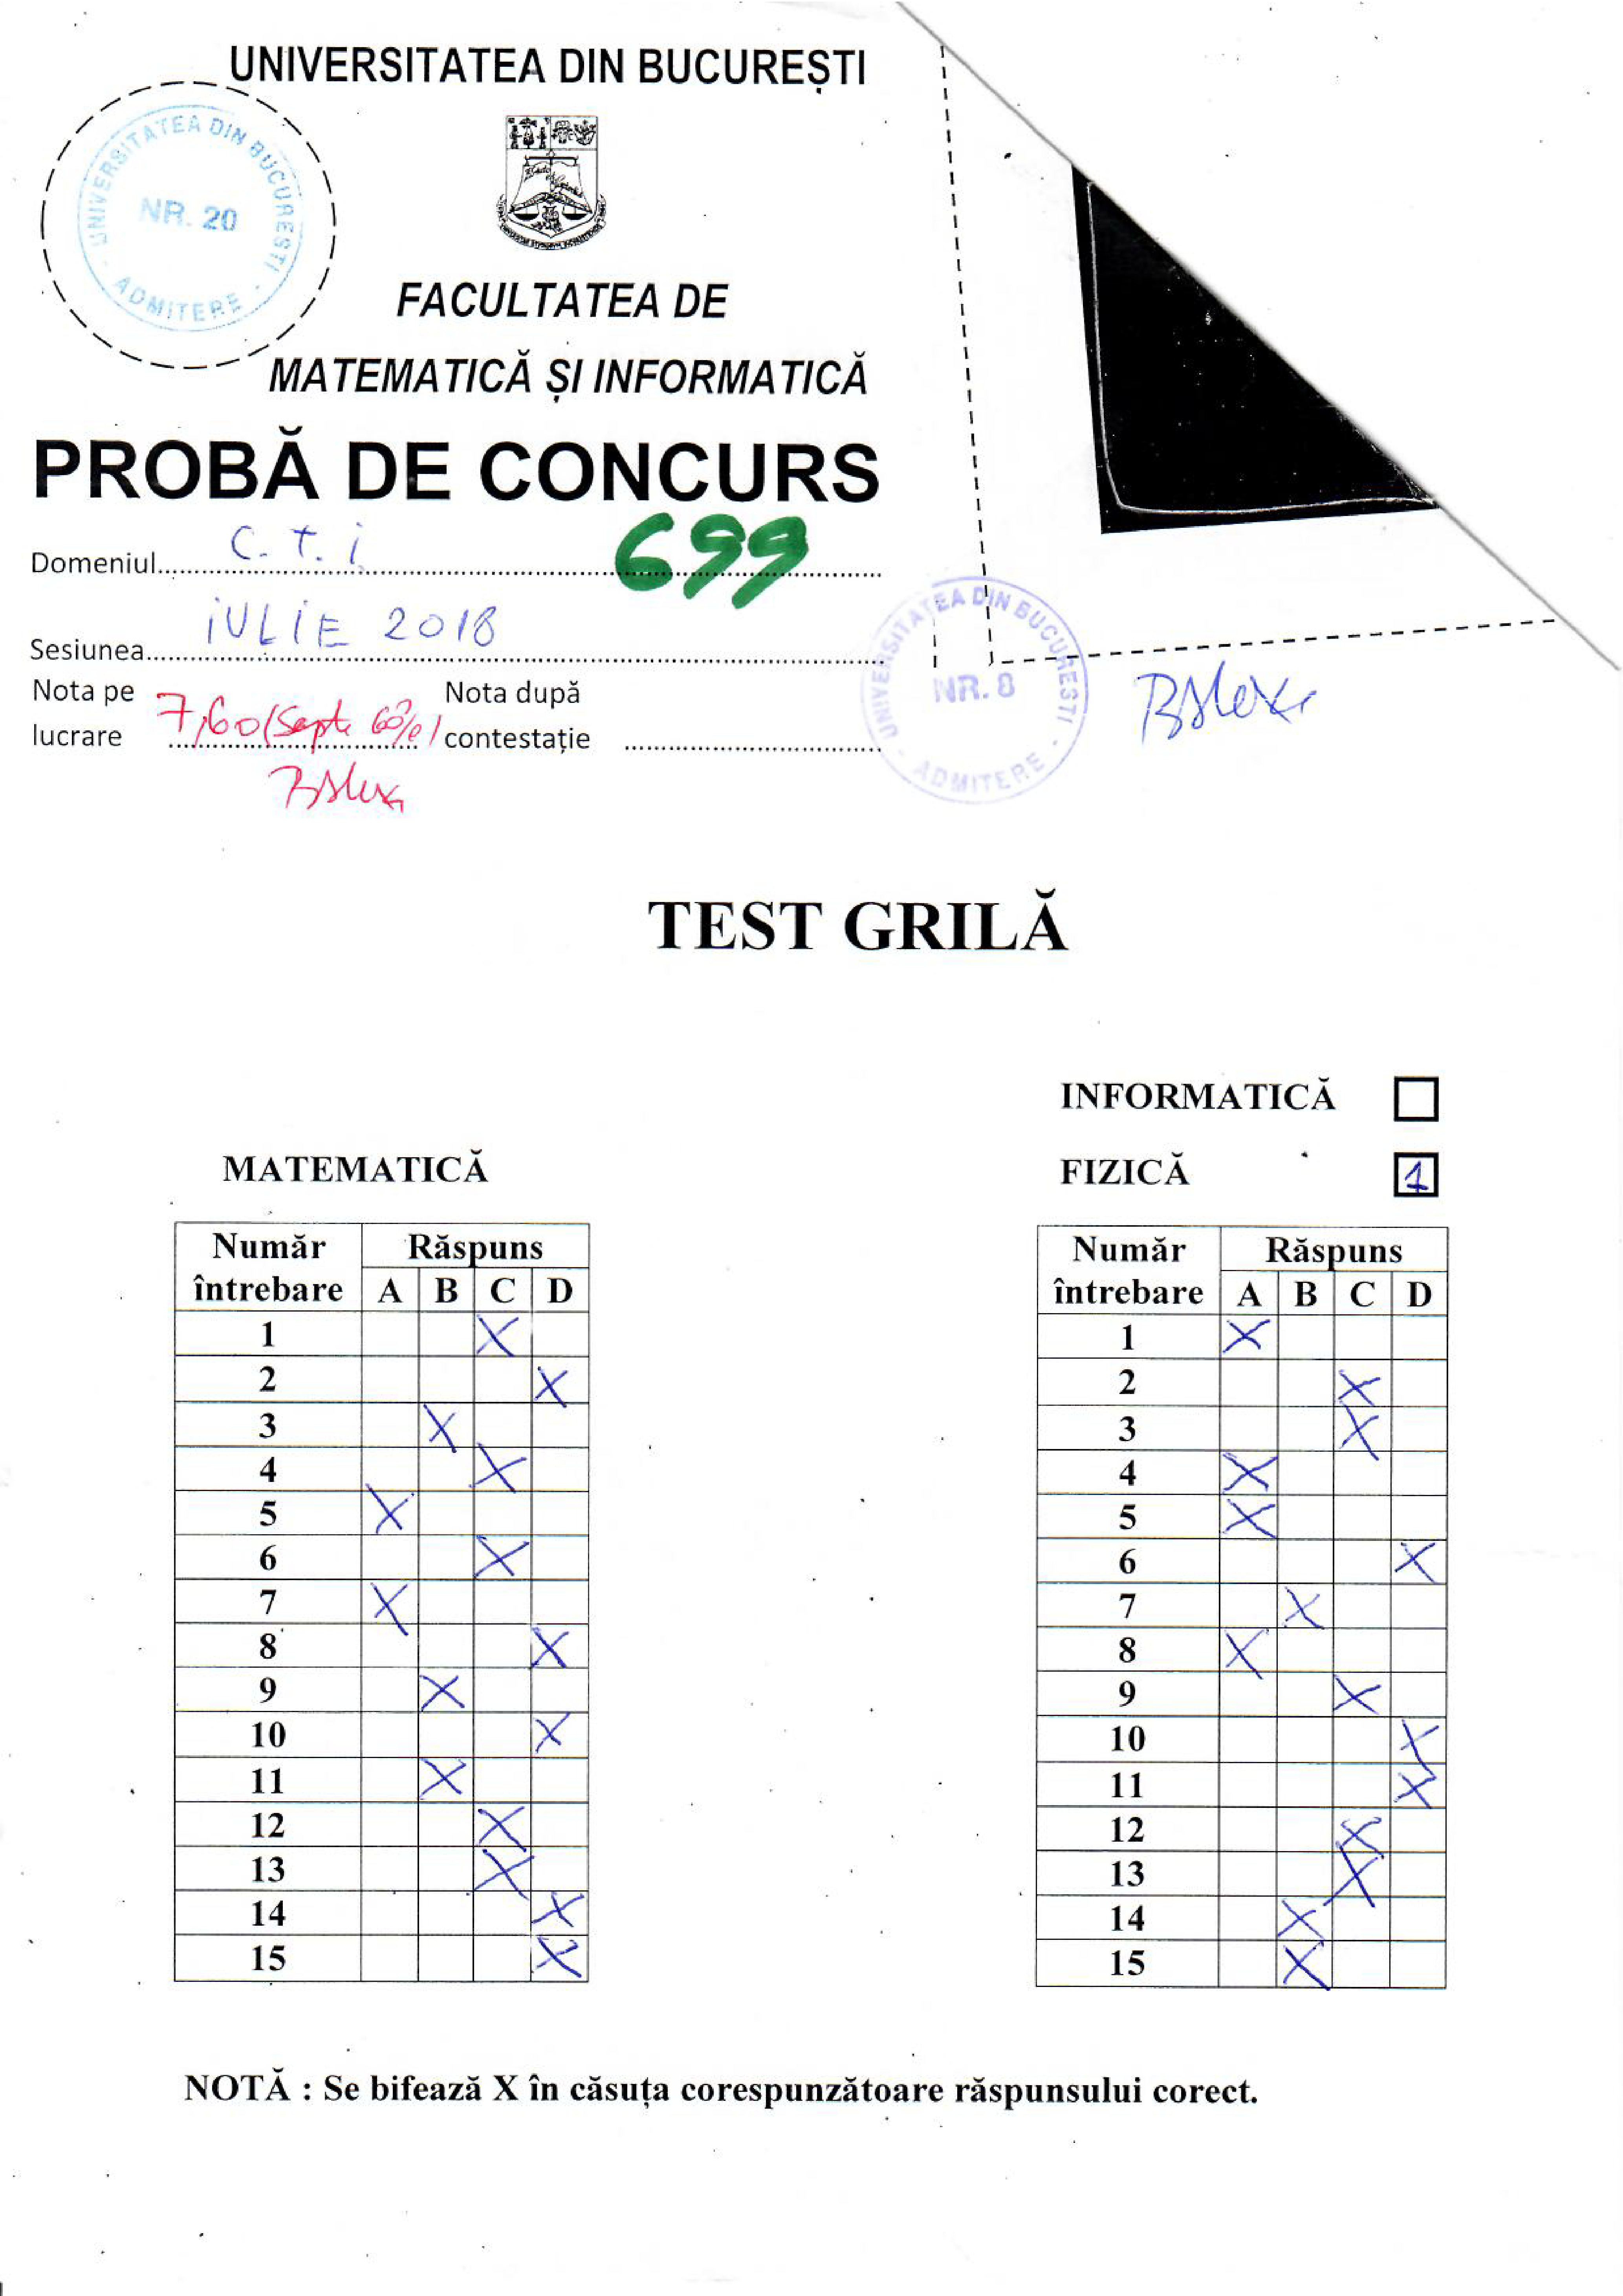 UNIVERSITATEA DIN BUCUREȘTI
UNIVERSITATEA DIN BUCUREȘTI
NR. 20
ADMITERE
FACULTATEA DE
MATEMATICĂ ȘI INFORMATICĂ
PROBĂ DE CONCURS
Domeniul C.T.i 699
Sesiunea iULiE 2018
Nota pe lucrare 7,60 (Șapte 60%)
Nota după contestație
UNIVERSITATEA DIN BUCUREȘTI
NR. 8
ADMITERE
TEST GRILĂ
INFORMATICĂ
FIZICĂ 1
MATEMATICĂ
Număr întrebare Răspuns
A B C D
1 X
2 X
3 X
4 X
5 X
6 X
7 X
8 X
9 X
10 X
11 X
12 X
13 X
14 X
15 X
Număr întrebare Răspuns
A B C D
1 X
2 X
3 X
4 X
5 X
6 X
7 X
8 X
9 X
10 X
11 X
12 X
13 X
14 X
15 X
NOTĂ : Se bifează X în căsuța corespunzătoare răspunsului corect.